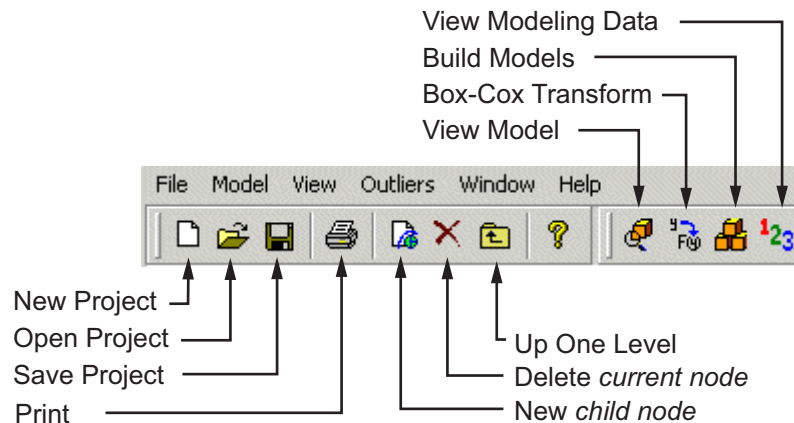 View Modeling Data
Build Models
Box-Cox Transform
View Model
File Model View Outliers Window Help
y F(y) 123
New Project
Open Project
Save Project
Print
Up One Level
Delete current node
New child node